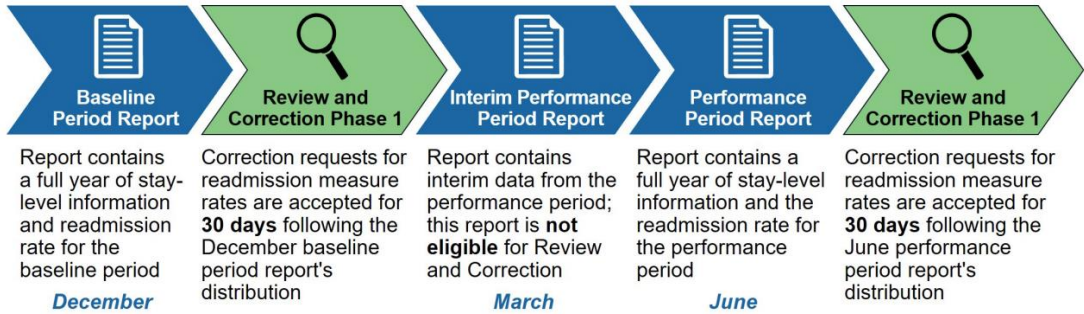 Baseline
Period Report
Review and
Correction Phase 1
Interim Performance
Period Report
Performance
Period Report
Review and
Correction Phase 1
Report contains
a full year of stay-
level information
and readmission
rate for the
baseline period
December
Correction requests for
readmission measure
rates are accepted for
30 days following the
December baseline
period report's
distribution
Report contains
interim data from the
performance period;
this report is not
eligible for Review
and Correction
March
Report contains a
full year of stay-level
information and the
readmission rate for
the performance
period
June
Correction requests for
readmission measure
rates are accepted for
30 days following the
June performance
period report's
distribution